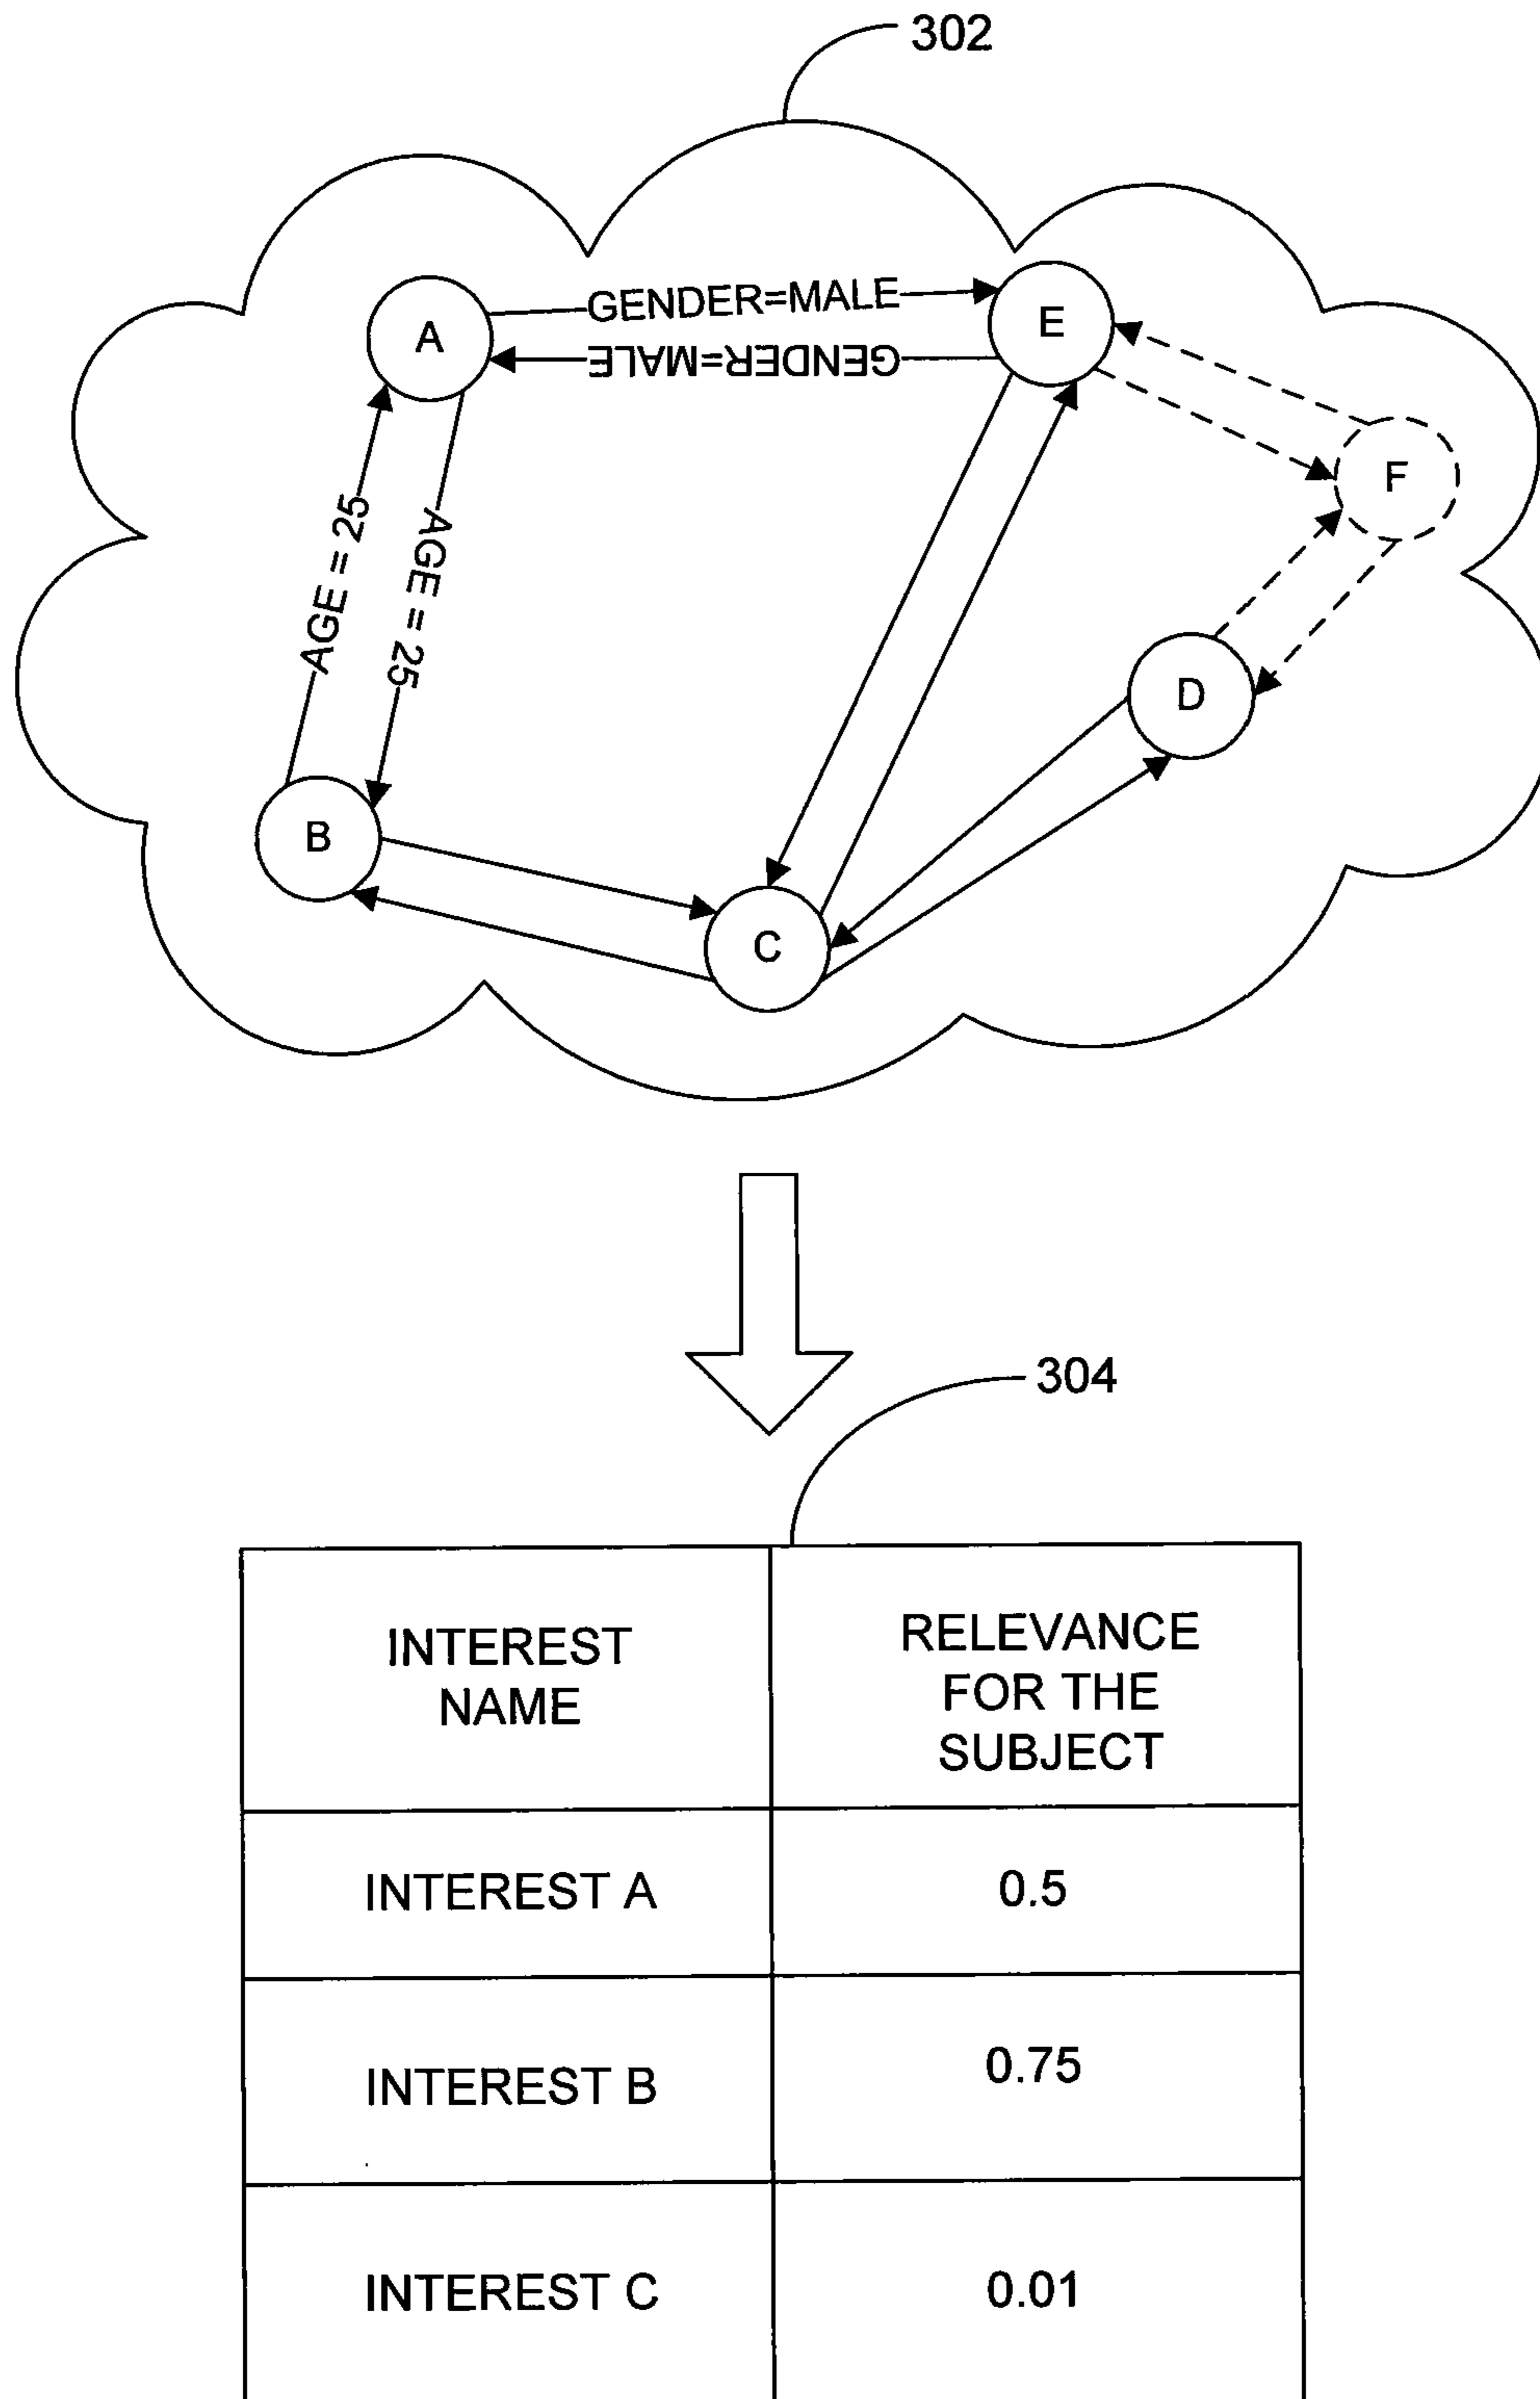 302
A
GENDER=MALE
E
GENDER=MALE
F
AGE = 25
AGE = 25
D
B
C
304
INTEREST
NAME
RELEVANCE
FOR THE
SUBJECT
INTEREST A
0.5
INTEREST B
0.75
INTEREST C
0.01